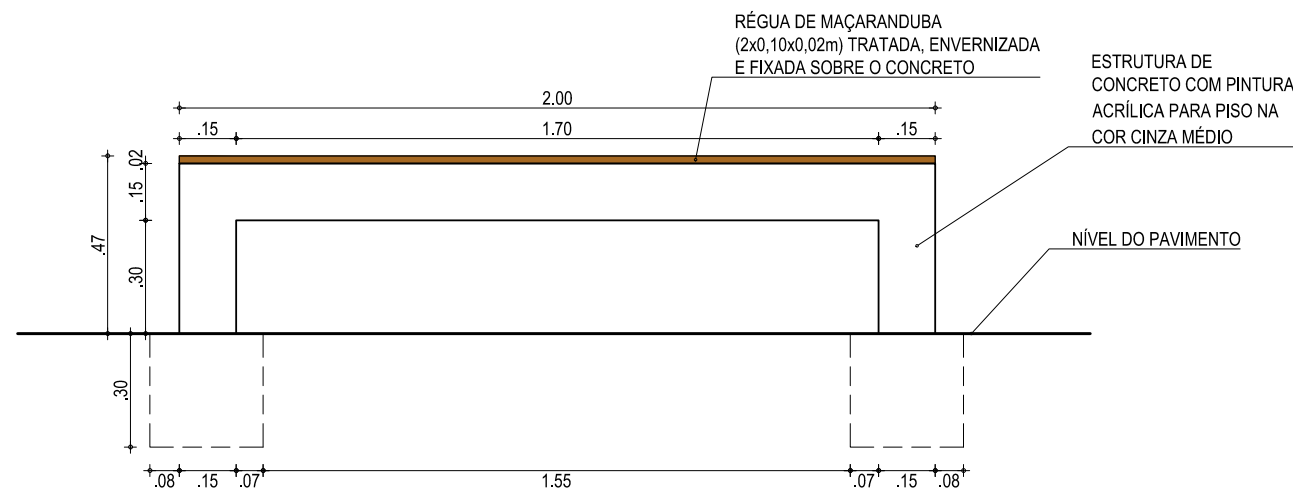 RÉGUA DE MAÇARANDUBA
(2x0,10x0,02m) TRATADA, ENVERNIZADA
E FIXADA SOBRE O CONCRETO
ESTRUTURA DE
CONCRETO COM PINTURA
ACRÍLICA PARA PISO NA
COR CINZA MÉDIO
2.00
.15 1.70 .15
.02
.15
.47
.30
NÍVEL DO PAVIMENTO
.30
.08 .15 .07 1.55 .07 .15 .08